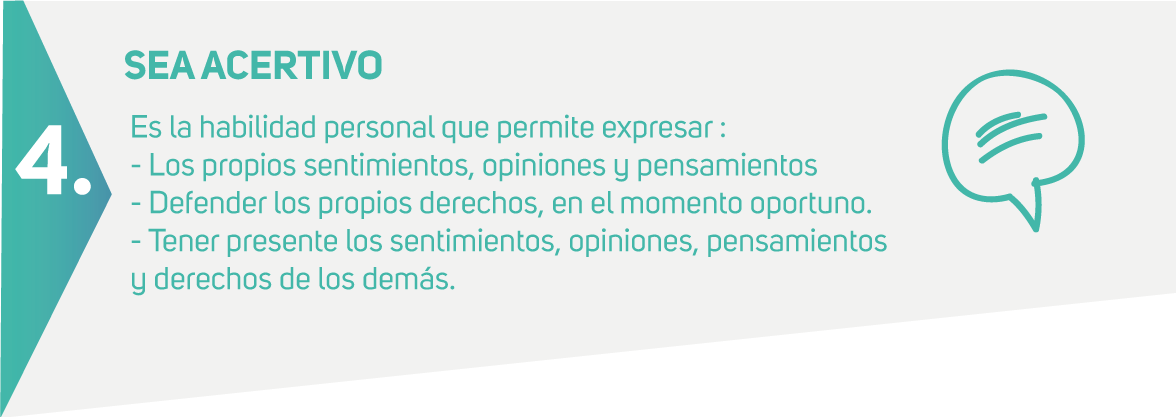 4.
SEA ACERTIVO
Es la habilidad personal que permite expresar :
- Los propios sentimientos, opiniones y pensamientos
- Defender los propios derechos, en el momento oportuno.
- Tener presente los sentimientos, opiniones, pensamientos
y derechos de los demás.